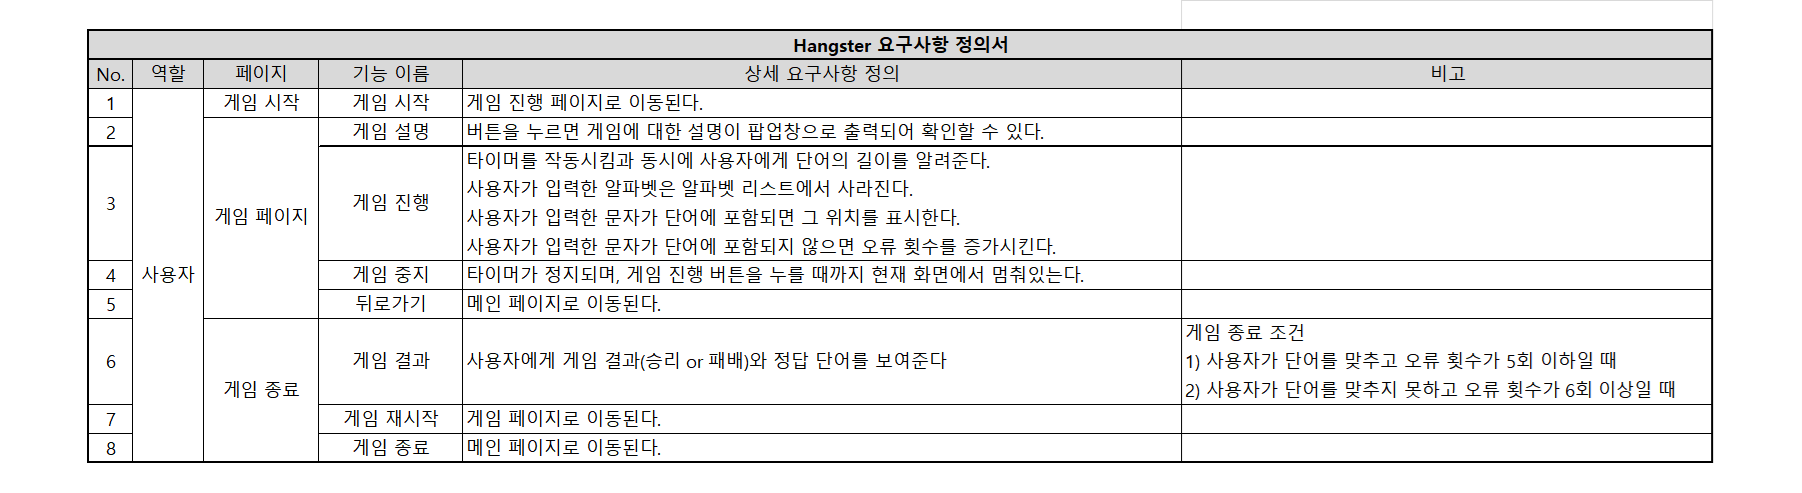 Hangster 요구사항 정의서
No. 역할 페이지 기능 이름 상세 요구사항 정의 비고
1 사용자 게임 시작 게임 시작 게임 진행 페이지로 이동된다.
2 게임 페이지 게임 설명 버튼을 누르면 게임에 대한 설명이 팝업창으로 출력되어 확인할 수 있다.
3 게임 진행 타이머를 작동시킴과 동시에 사용자에게 단어의 길이를 알려준다.
사용자가 입력한 알파벳은 알파벳 리스트에서 사라진다.
사용자가 입력한 문자가 단어에 포함되면 그 위치를 표시한다.
사용자가 입력한 문자가 단어에 포함되지 않으면 오류 횟수를 증가시킨다.
4 게임 중지 타이머가 정지되며, 게임 진행 버튼을 누를 때까지 현재 화면에서 멈춰있는다.
5 뒤로가기 메인 페이지로 이동된다.
6 게임 종료 게임 결과 사용자에게 게임 결과(승리 or 패배)와 정답 단어를 보여준다 게임 종료 조건
1) 사용자가 단어를 맞추고 오류 횟수가 5회 이하일 때
2) 사용자가 단어를 맞추지 못하고 오류 횟수가 6회 이상일 때
7 게임 재시작 게임 페이지로 이동된다.
8 게임 종료 메인 페이지로 이동된다.